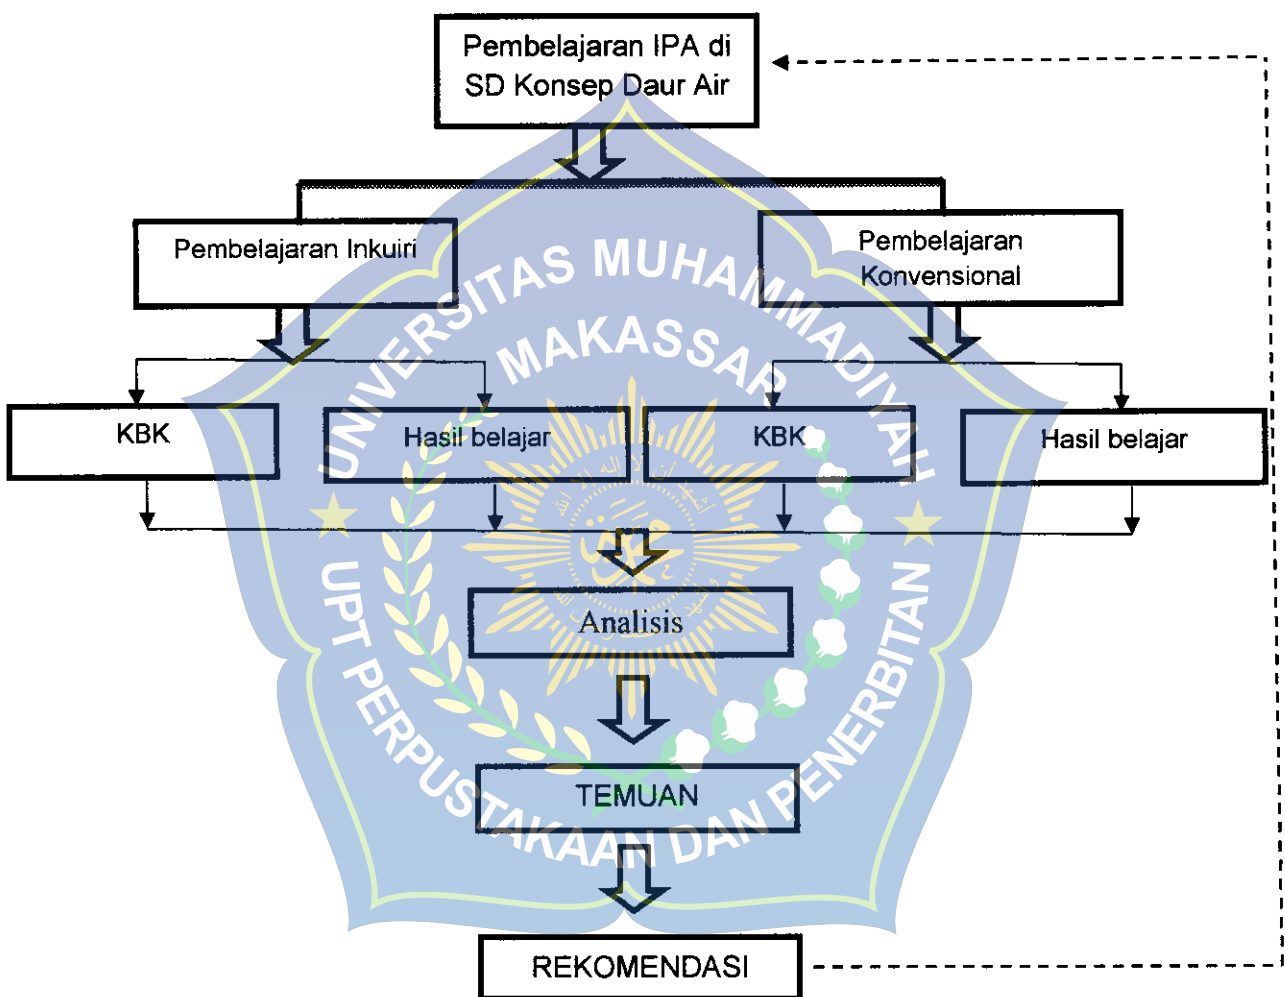 Pembelajaran IPA di
SD Konsep Daur Air
Pembelajaran Inkuiri
Pembelajaran
Konvensional
UNIVERSITAS MUHAMMADIYAH
MAKASSAR
KBK
Hasil belajar
KBK
Hasil belajar
Analisis
TEMUAN
UPT PERPUSTAKAAN DAN PENERBITAN
REKOMENDASI